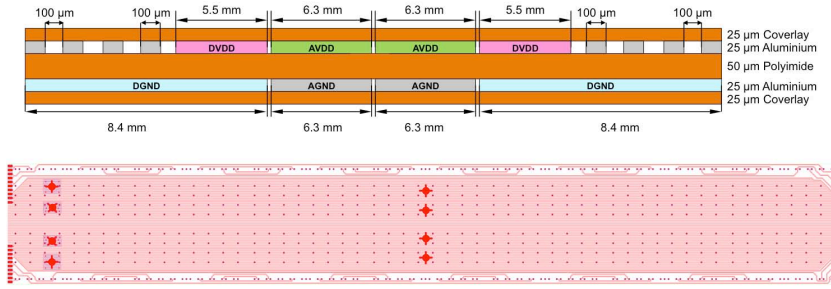 5.5 mm 6.3 mm 6.3 mm 5.5 mm
100 µm 100 µm 100 µm 100 µm
25 µm Coverlay
DVDD AVDD AVDD DVDD 25 µm Aluminium
50 µm Polyimide
DGND AGND AGND DGND 25 µm Aluminium
25 µm Coverlay
8.4 mm 6.3 mm 6.3 mm 8.4 mm